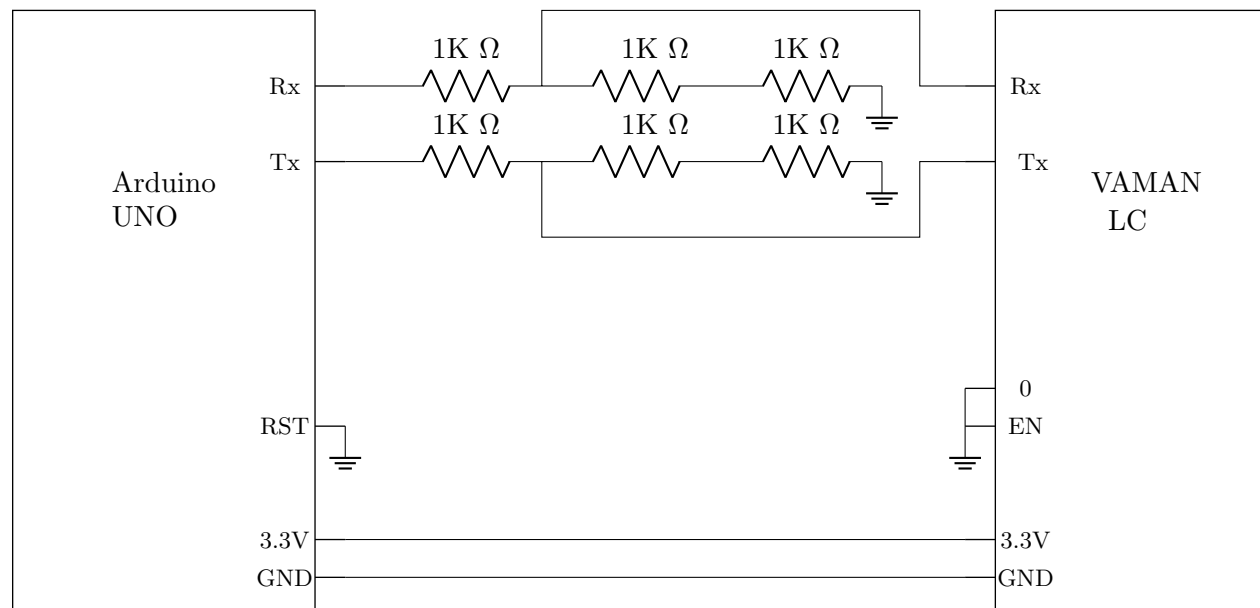 1K Ω 1K Ω 1K Ω
Rx Rx
1K Ω 1K Ω 1K Ω
Tx Tx
Arduino
UNO
VAMAN
LC
0
RST EN
3.3V 3.3V
GND GND